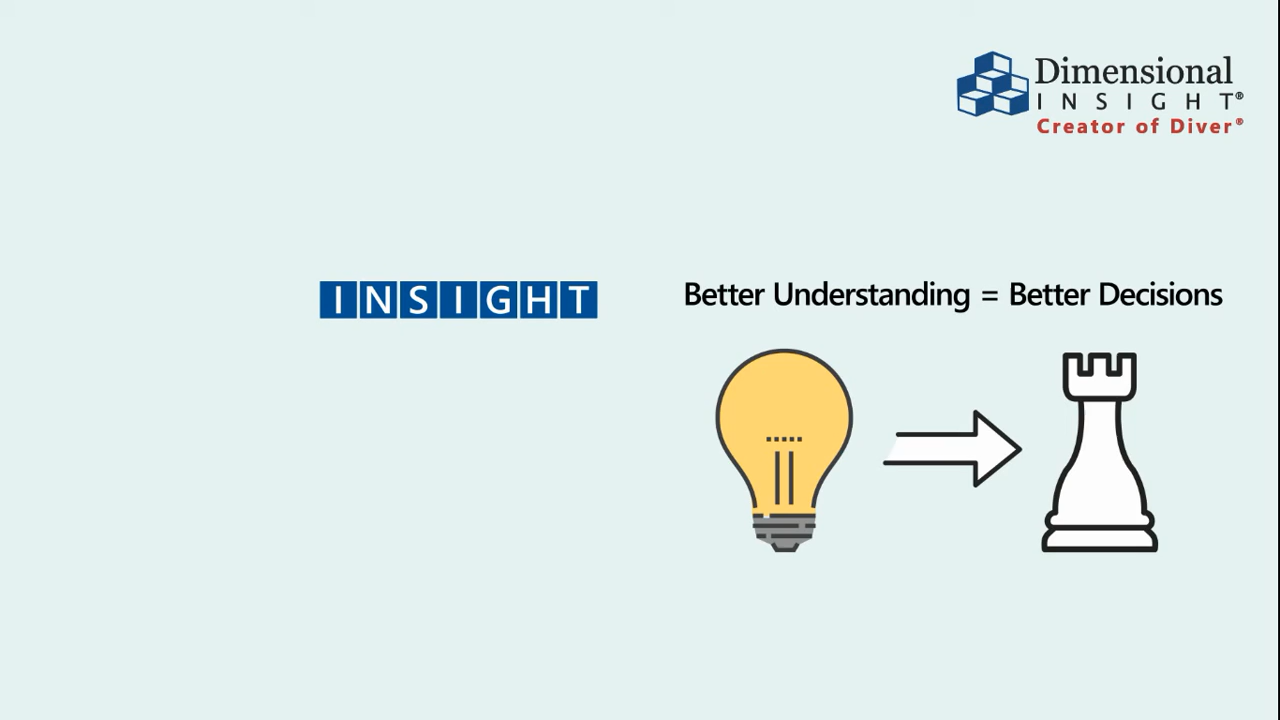 Dimensional
INSIGHT®
Creator of Diver®
INSIGHT
Better Understanding = Better Decisions